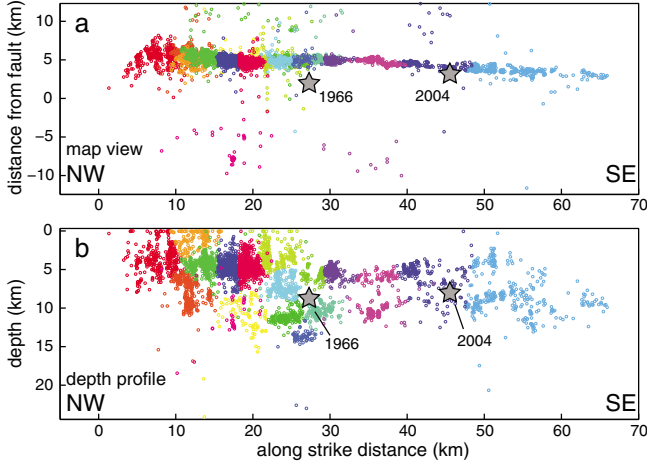 a
distance from fault (km)
10
5
0
−5
−10
1966
2004
map view
NW
SE
0
10
20
30
40
50
60
70
b
depth (km)
0
5
10
15
20
1966
2004
depth profile
NW
SE
0
10
20
30
40
50
60
70
along strike distance (km)